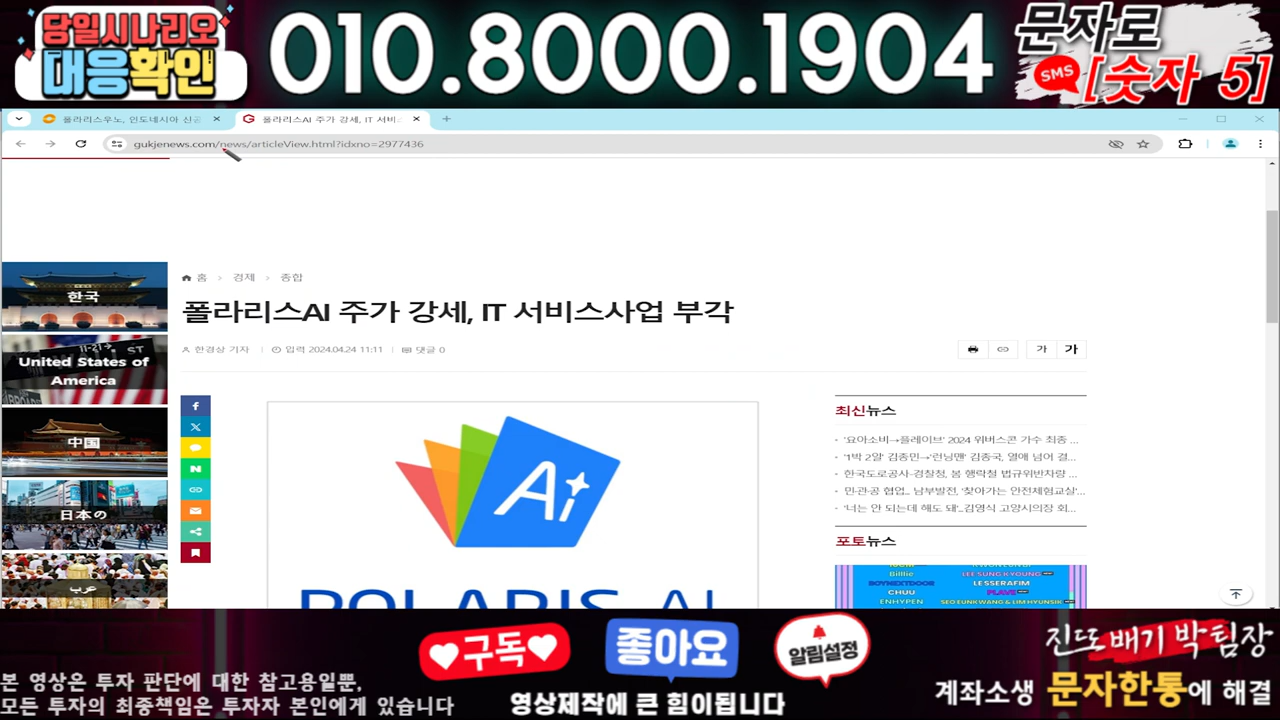 당일시나리오
대응확인
010.8000.1904
문자로
SMS
[숫자 5]
폴라리스우노, 인도네시아 신공
폴라리스AI 주가 강세, IT 서비스
gukjenews.com/news/articleView.html?idxno=2977436
홈 > 경제 > 종합
폴라리스AI 주가 강세, IT 서비스사업 부각
한경상 기자
입력 2024.04.24 11:11
댓글 0
가
가
한국
United States of
America
中国
日本の
عرب
Ai
POLARIS AI
최신뉴스
'요아소비→플레이브' 2024 위버스콘 가수 최종 ...
'1박 2일' 김종민→'런닝맨' 김종국, 열애 넘어 결...
한국도로공사-경찰청, 봄 행락철 법규위반차량 ...
민·관·공 협업... 남부발전, '찾아가는 안전체험교실'...
'너는 안 되는데 해도 돼'...김영식 고양시의장 회...
포토뉴스
Billlie
LEE SUNG KYOUNG
BOYNEXTDOOR
LESSERAFIM
CHUU
PLAVE
ENHYPEN
SEO EUNKWANG & LIM HYUNSIK
구독
좋아요
알림설정
진또배기 박팀장
본 영상은 투자 판단에 대한 참고용일뿐,
모든 투자의 최종책임은 투자자 본인에게 있습니다
영상제작에 큰 힘이됩니다
계좌소생 문자한통에 해결